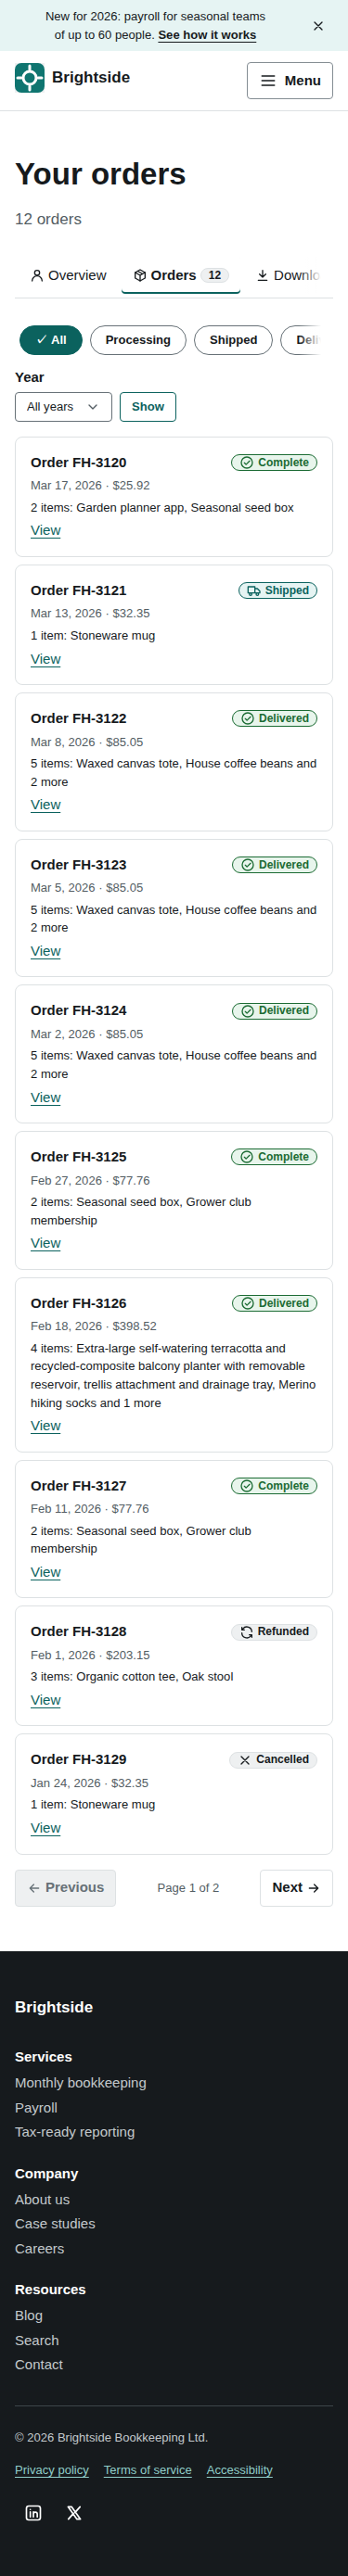 New for 2026: payroll for seasonal teams
of up to 60 people. See how it works
Brightside
Menu
Your orders
12 orders
Overview
Orders 12
Downlo
All
Processing
Shipped
Deli
Year
All years
Show
Order FH-3120
Complete
Mar 17, 2026 · $25.92
2 items: Garden planner app, Seasonal seed box
View
Order FH-3121
Shipped
Mar 13, 2026 · $32.35
1 item: Stoneware mug
View
Order FH-3122
Delivered
Mar 8, 2026 · $85.05
5 items: Waxed canvas tote, House coffee beans and
2 more
View
Order FH-3123
Delivered
Mar 5, 2026 · $85.05
5 items: Waxed canvas tote, House coffee beans and
2 more
View
Order FH-3124
Delivered
Mar 2, 2026 · $85.05
5 items: Waxed canvas tote, House coffee beans and
2 more
View
Order FH-3125
Complete
Feb 27, 2026 · $77.76
2 items: Seasonal seed box, Grower club
membership
View
Order FH-3126
Delivered
Feb 18, 2026 · $398.52
4 items: Extra-large self-watering terracotta and
recycled-composite balcony planter with removable
reservoir, trellis attachment and drainage tray, Merino
hiking socks and 1 more
View
Order FH-3127
Complete
Feb 11, 2026 · $77.76
2 items: Seasonal seed box, Grower club
membership
View
Order FH-3128
Refunded
Feb 1, 2026 · $203.15
3 items: Organic cotton tee, Oak stool
View
Order FH-3129
Cancelled
Jan 24, 2026 · $32.35
1 item: Stoneware mug
View
Previous
Page 1 of 2
Next
Brightside
Services
Monthly bookkeeping
Payroll
Tax-ready reporting
Company
About us
Case studies
Careers
Resources
Blog
Search
Contact
© 2026 Brightside Bookkeeping Ltd.
Privacy policy
Terms of service
Accessibility